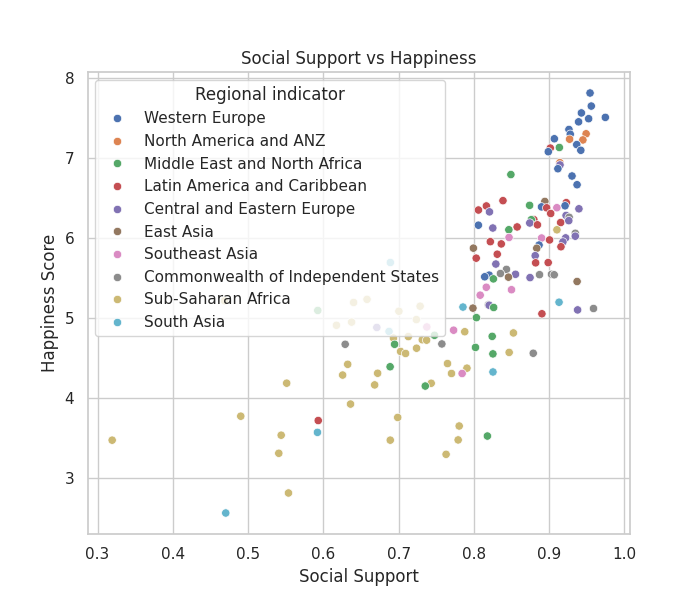 Social Support vs Happiness
Regional indicator
Western Europe
North America and ANZ
Middle East and North Africa
Latin America and Caribbean
Central and Eastern Europe
East Asia
Southeast Asia
Commonwealth of Independent States
Sub-Saharan Africa
South Asia
Happiness Score
8
7
6
5
4
3
0.3 0.4 0.5 0.6 0.7 0.8 0.9 1.0
Social Support